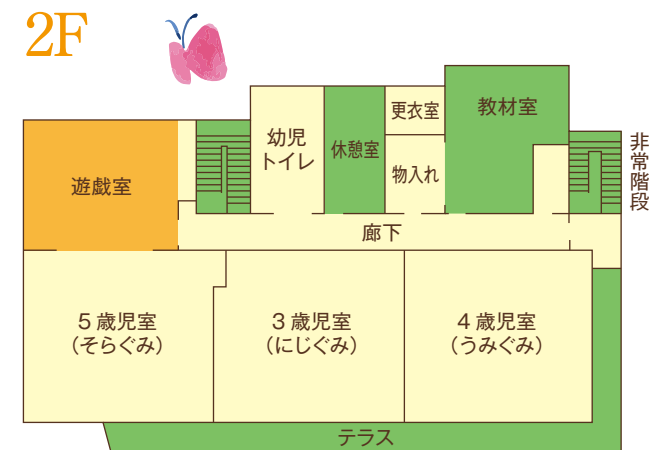 2F
教材室
更衣室
幼児
トイレ
休憩室
物入れ
遊戯室
非常階段
廊下
5歳児室
(そらぐみ)
3歳児室
(にじぐみ)
4歳児室
(うみぐみ)
テラス